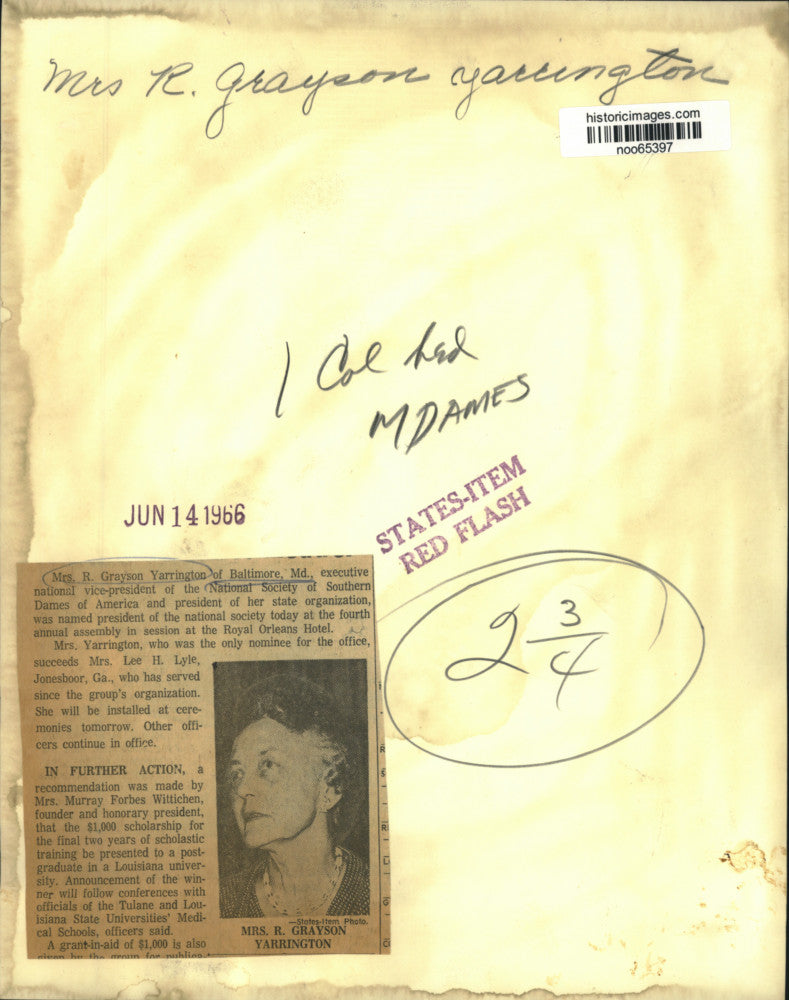 Mrs R. Grayson Yarrington
historicimages.com
noo65397
1 Col hed
MDAMES
JUN 14 1966
STATES-ITEM
RED FLASH
2 3/4
Mrs. R. Grayson Yarrington of Baltimore, Md., executive
national vice-president of the National Society of Southern
Dames of America and president of her state organization,
was named president of the national society today at the fourth
annual assembly in session at the Royal Orleans Hotel.
Mrs. Yarrington, who was the only nominee for the office,
succeeds Mrs. Lee H. Lyle,
Jonesboor, Ga., who has served
since the group's organization.
She will be installed at cere-
monies tomorrow. Other offi-
cers continue in office.
IN FURTHER ACTION, a
recommendation was made by
Mrs. Murray Forbes Wittichen,
founder and honorary president,
that the $1,000 scholarship for
the final two years of scholastic
training be presented to a post-
graduate in a Louisiana univer-
sity. Announcement of the win-
ner will follow conferences with
officials of the Tulane and Lou-
isiana State Universities' Medi-
cal Schools, officers said.
A grant-in-aid of $1,000 is also
given by the group for publica-
—States-Item Photo.
MRS. R. GRAYSON
YARRINGTON